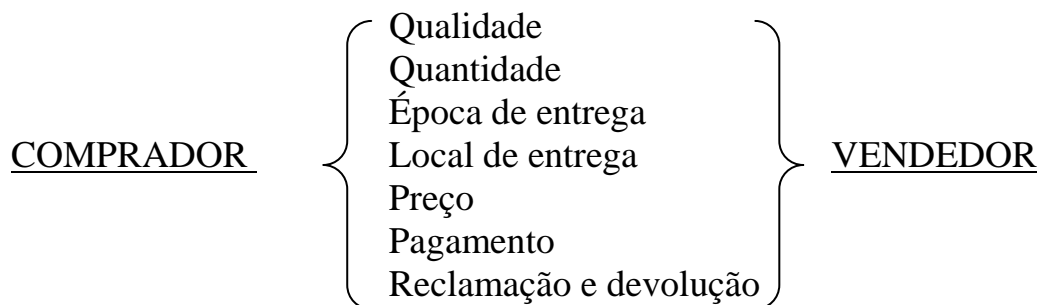 Qualidade
Quantidade
Época de entrega
COMPRADOR Local de entrega VENDEDOR
Preço
Pagamento
Reclamação e devolução